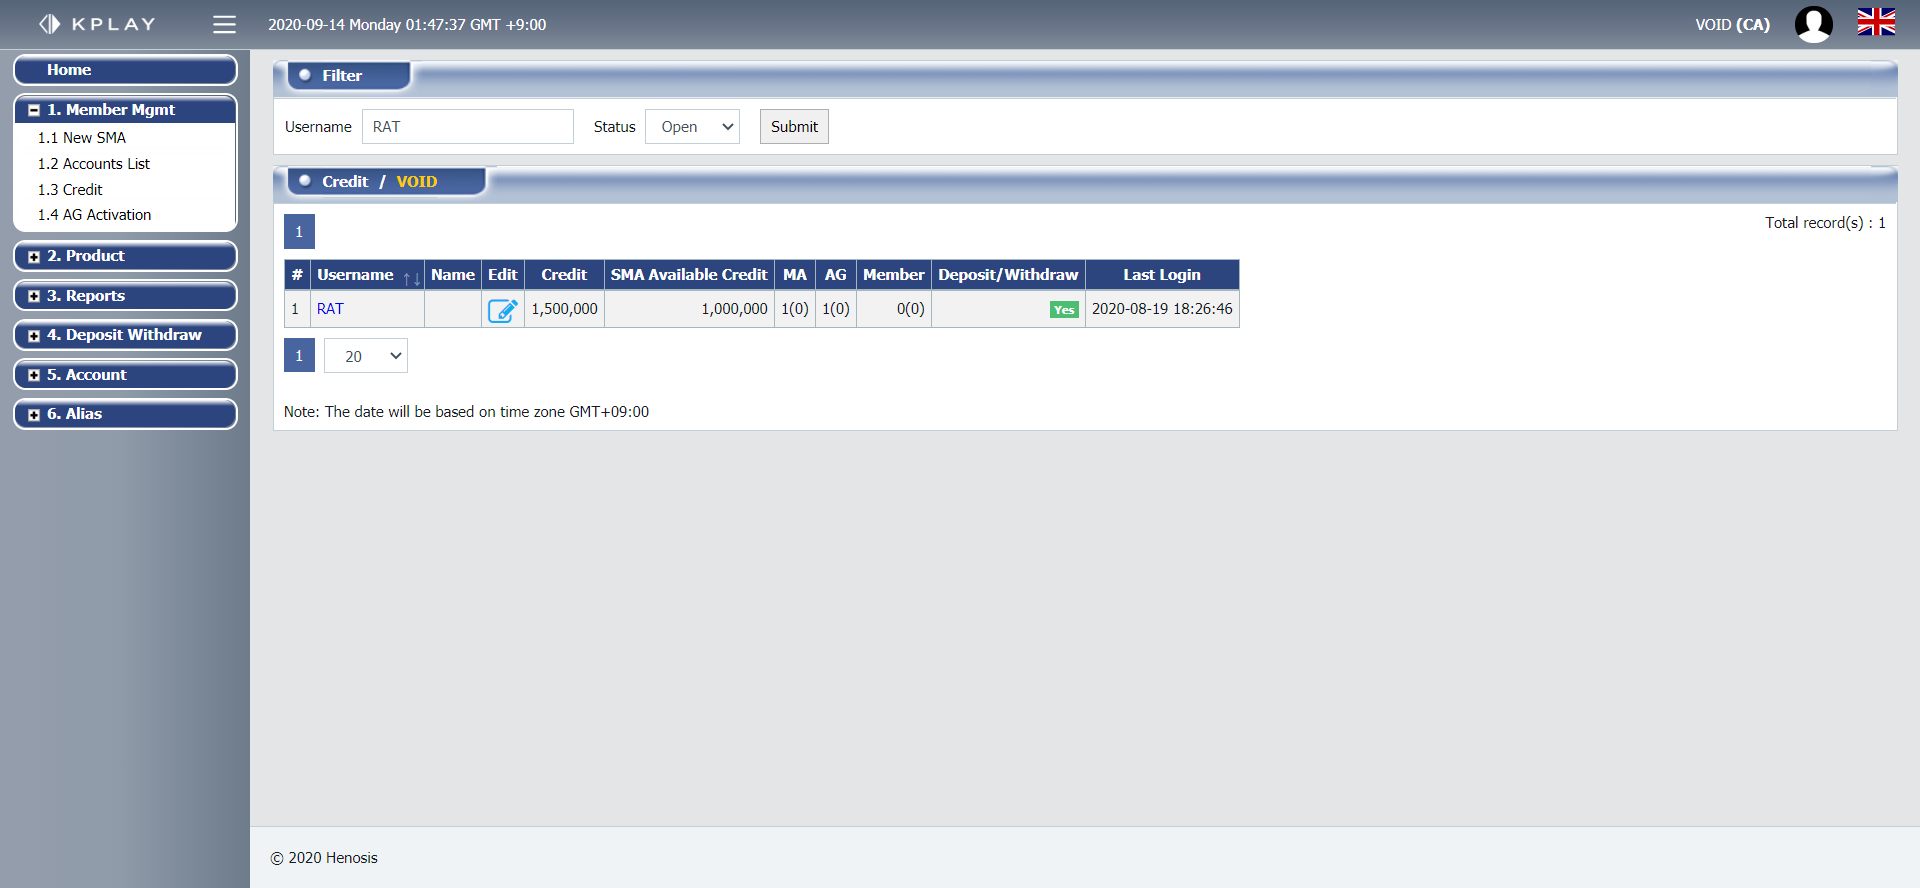 KPLAY
2020-09-14 Monday 01:47:37 GMT +9:00
VOID (CA)
Home
1. Member Mgmt
1.1 New SMA
1.2 Accounts List
1.3 Credit
1.4 AG Activation
2. Product
3. Reports
4. Deposit Withdraw
5. Account
6. Alias
Filter
Username RAT Status Open Submit
Credit / VOID
1
Total record(s) : 1
# Username Name Edit Credit SMA Available Credit MA AG Member Deposit/Withdraw Last Login
1 RAT 1,500,000 1,000,000 1(0) 1(0) 0(0) Yes 2020-08-19 18:26:46
1 20
Note: The date will be based on time zone GMT+09:00
© 2020 Henosis